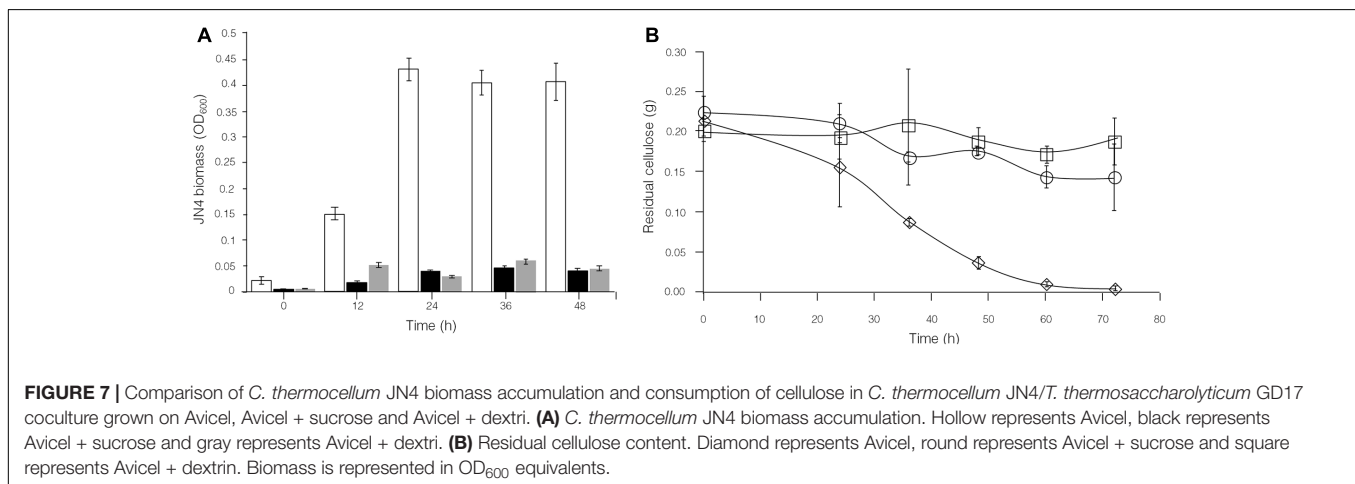 A
0.5
0.45
0.4
0.35
0.3
0.25
0.2
0.15
0.1
0.05
0
JN4 biomass (OD600)
0 12 24 36 48
Time (h)
B
0.30
0.25
0.20
0.15
0.10
0.05
0.00
Residual cellulose (g)
0 10 20 30 40 50 60 70 80
Time (h)
FIGURE 7 | Comparison of C. thermocellum JN4 biomass accumulation and consumption of cellulose in C. thermocellum JN4/T. thermosaccharolyticum GD17
coculture grown on Avicel, Avicel + sucrose and Avicel + dextri. (A) C. thermocellum JN4 biomass accumulation. Hollow represents Avicel, black represents
Avicel + sucrose and gray represents Avicel + dextri. (B) Residual cellulose content. Diamond represents Avicel, round represents Avicel + sucrose and square
represents Avicel + dextrin. Biomass is represented in OD600 equivalents.